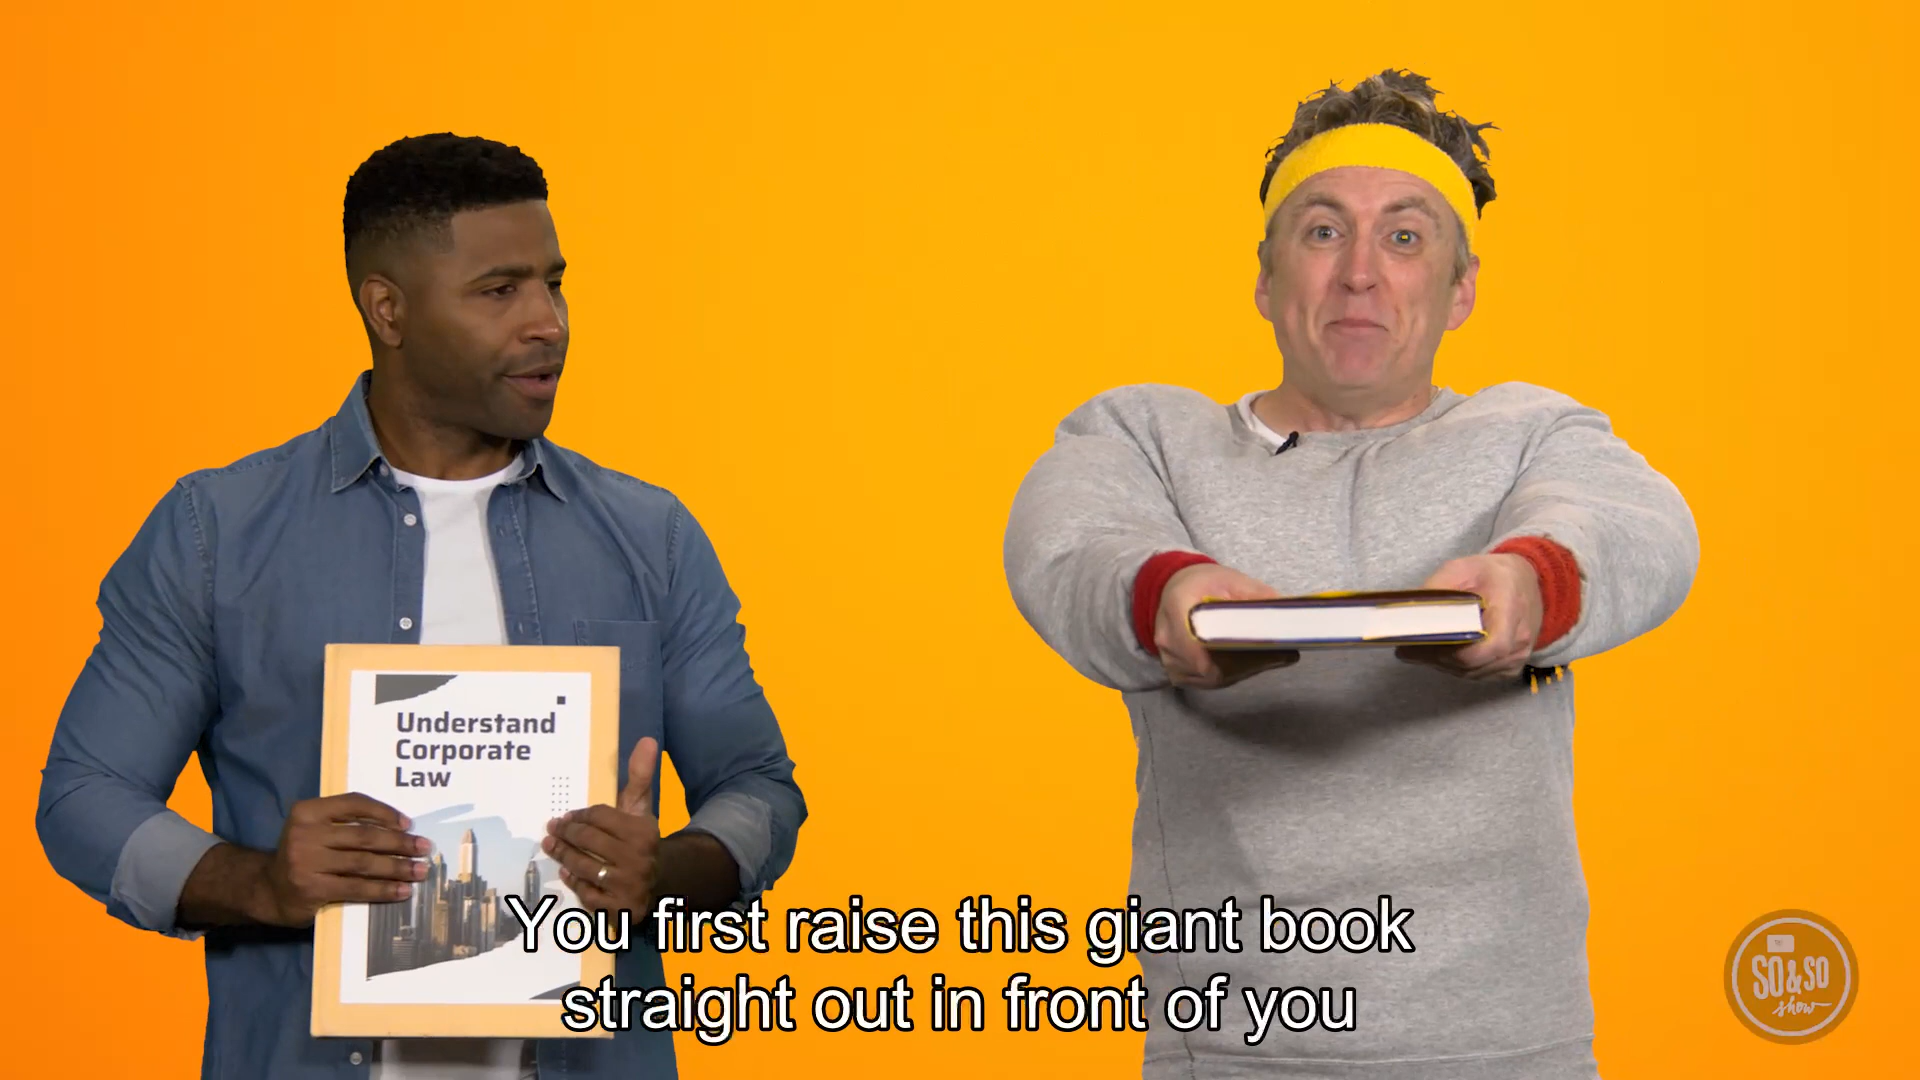 Understand
Corporate
Law
You first raise this giant book
straight out in front of you
SO & SO
show